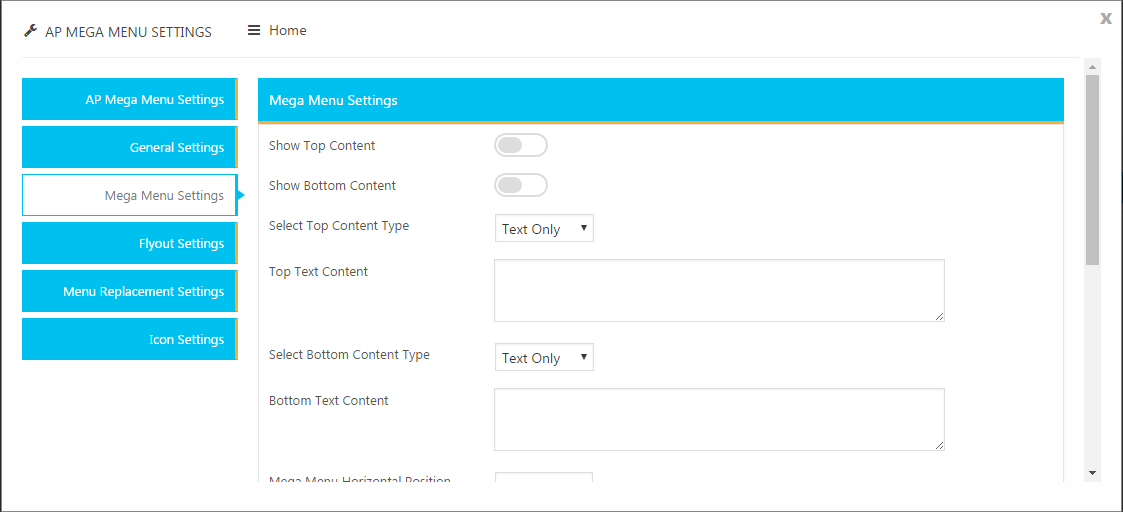 AP MEGA MENU SETTINGS
Home
x
AP Mega Menu Settings
General Settings
Mega Menu Settings
Flyout Settings
Menu Replacement Settings
Icon Settings
Mega Menu Settings
Show Top Content
Show Bottom Content
Select Top Content Type
Text Only
Top Text Content
Select Bottom Content Type
Text Only
Bottom Text Content
Mega Menu Horizontal Position